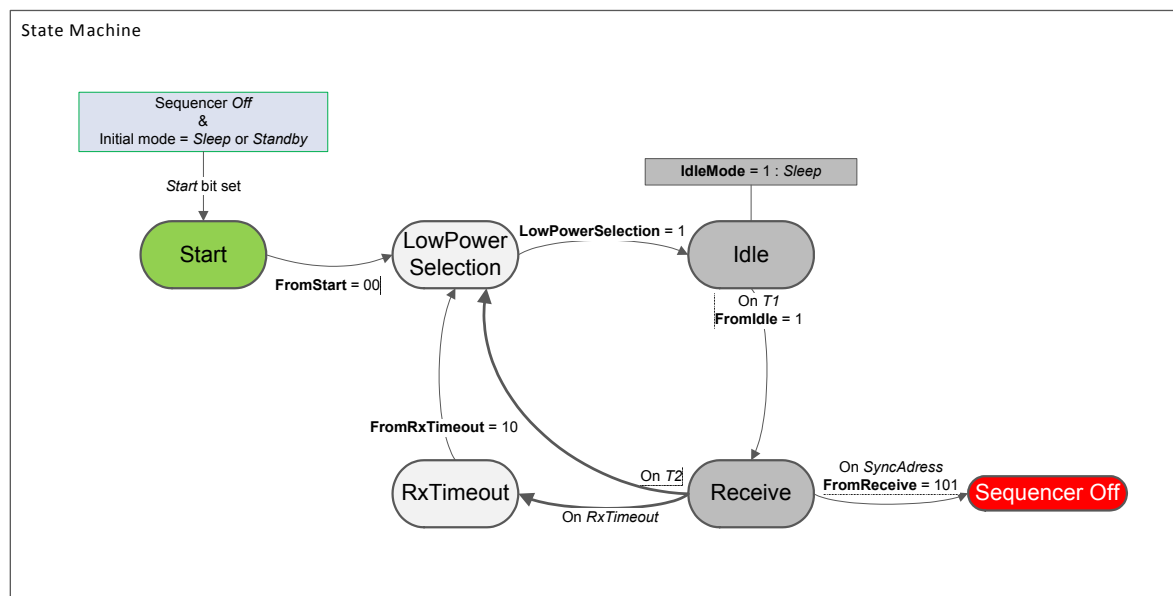 State Machine
Sequencer Off
&
Initial mode = Sleep or Standby
IdleMode = 1 : Sleep
Start bit set
LowPowerSelection = 1
Start
LowPower
Selection
Idle
FromStart = 00
On T1
FromIdle = 1
FromRxTimeout = 10
On T2
On SyncAdress
FromReceive = 101
RxTimeout
Receive
Sequencer Off
On RxTimeout